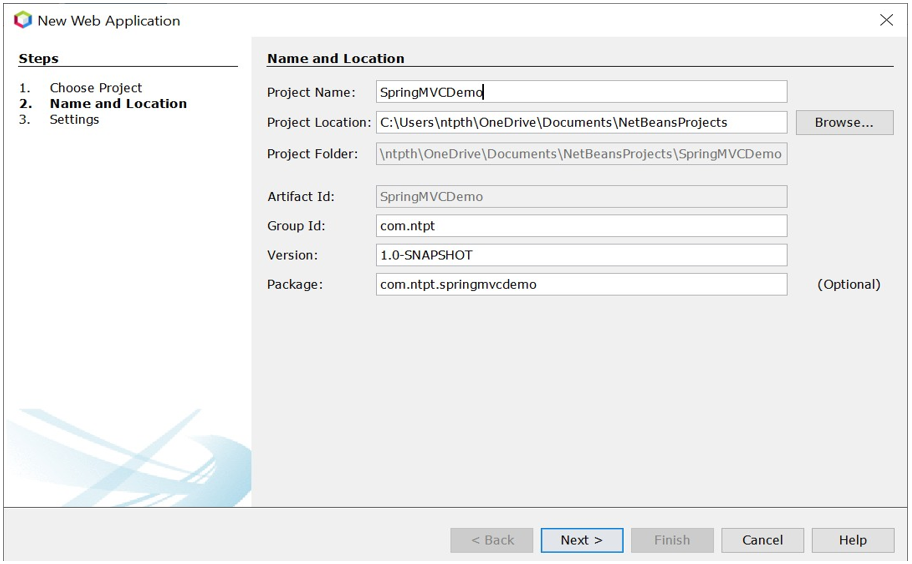 New Web Application
Steps
1. Choose Project
2. Name and Location
3. Settings
Name and Location
Project Name: SpringMVCDemo
Project Location: C:\Users\ntpth\OneDrive\Documents\NetBeansProjects Browse...
Project Folder: \ntpth\OneDrive\Documents\NetBeansProjects\SpringMVCDemo
Artifact Id: SpringMVCDemo
Group Id: com.ntpt
Version: 1.0-SNAPSHOT
Package: com.ntpt.springmvcdemo (Optional)
< Back Next > Finish Cancel Help